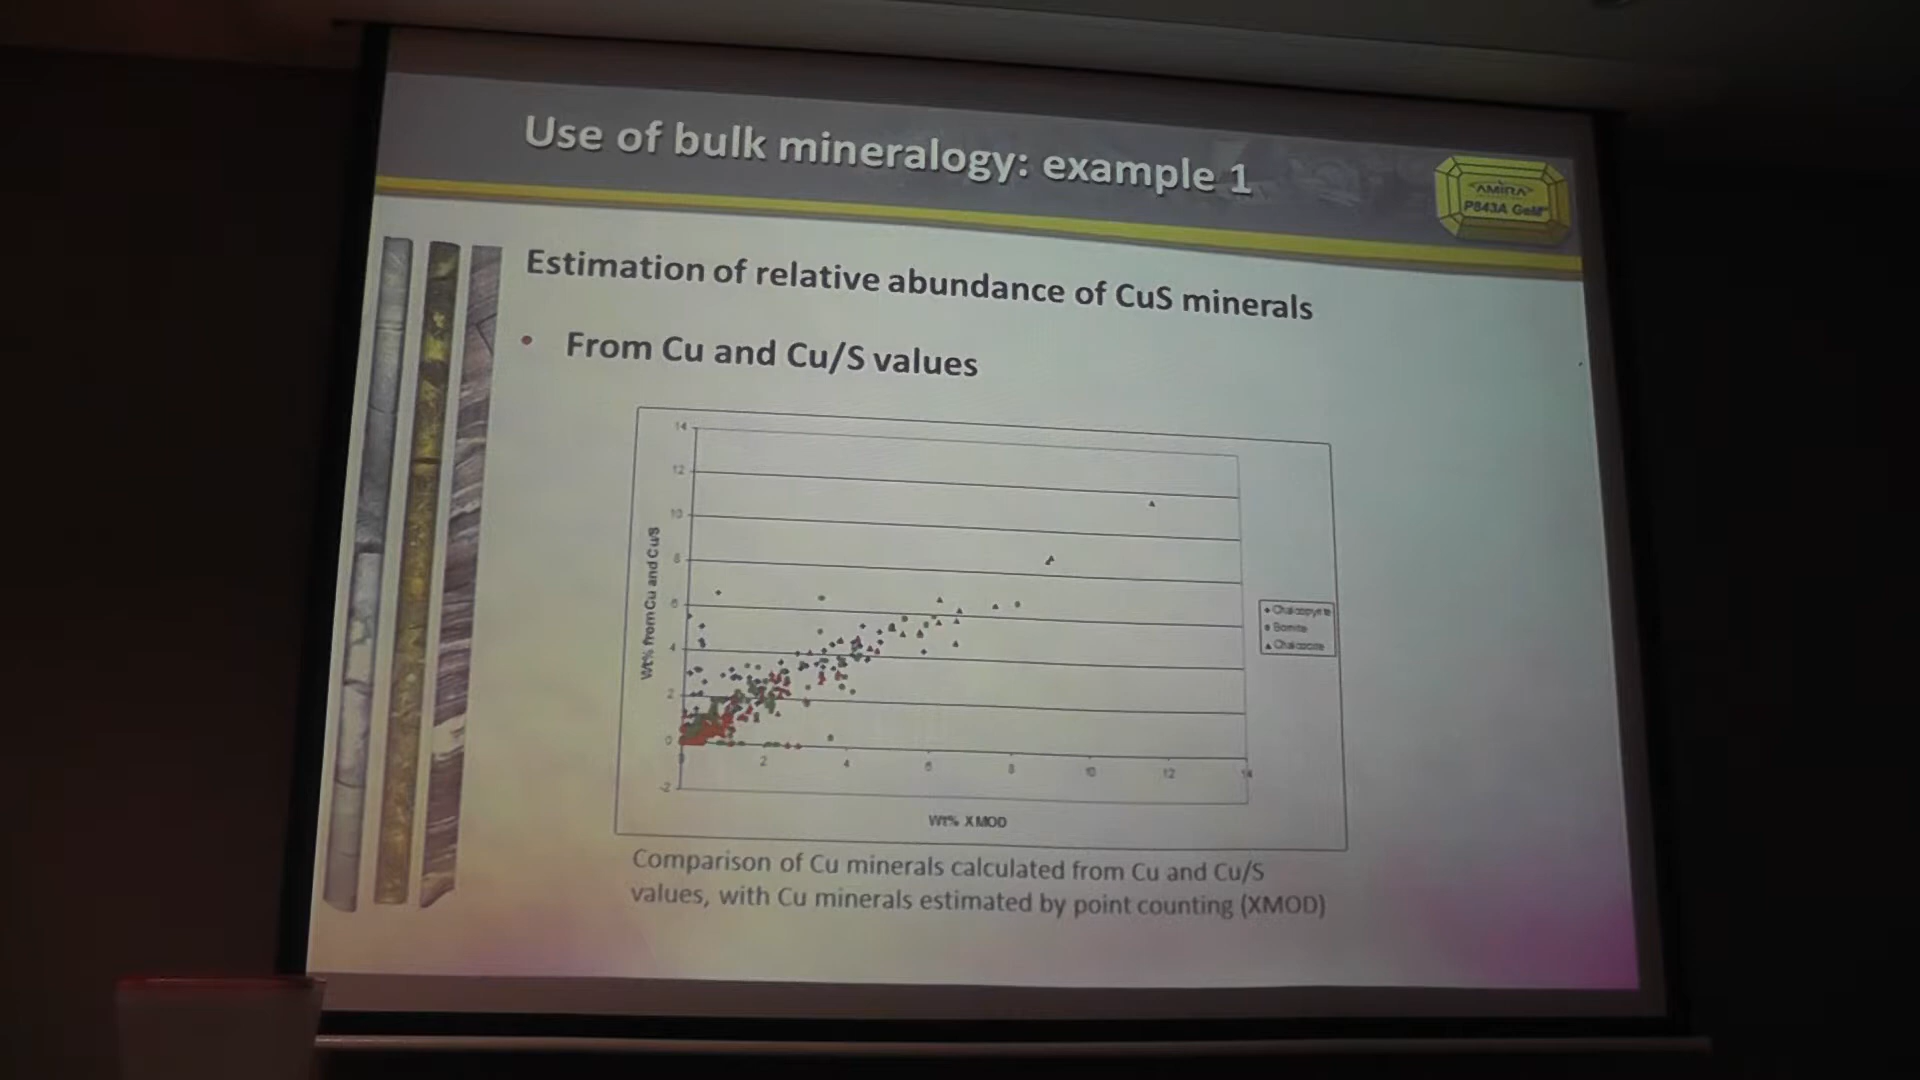 Use of bulk mineralogy: example 1
AMIRA
P843A GeM
Estimation of relative abundance of CuS minerals
• From Cu and Cu/S values
14
12
10
8
6
4
2
0
-2
Wt% from Cu and Cu/S
0 2 4 6 8 10 12 14
Wt% XMOD
Chalcopyrite
Bornite
Chalcocite
Comparison of Cu minerals calculated from Cu and Cu/S
values, with Cu minerals estimated by point counting (XMOD)